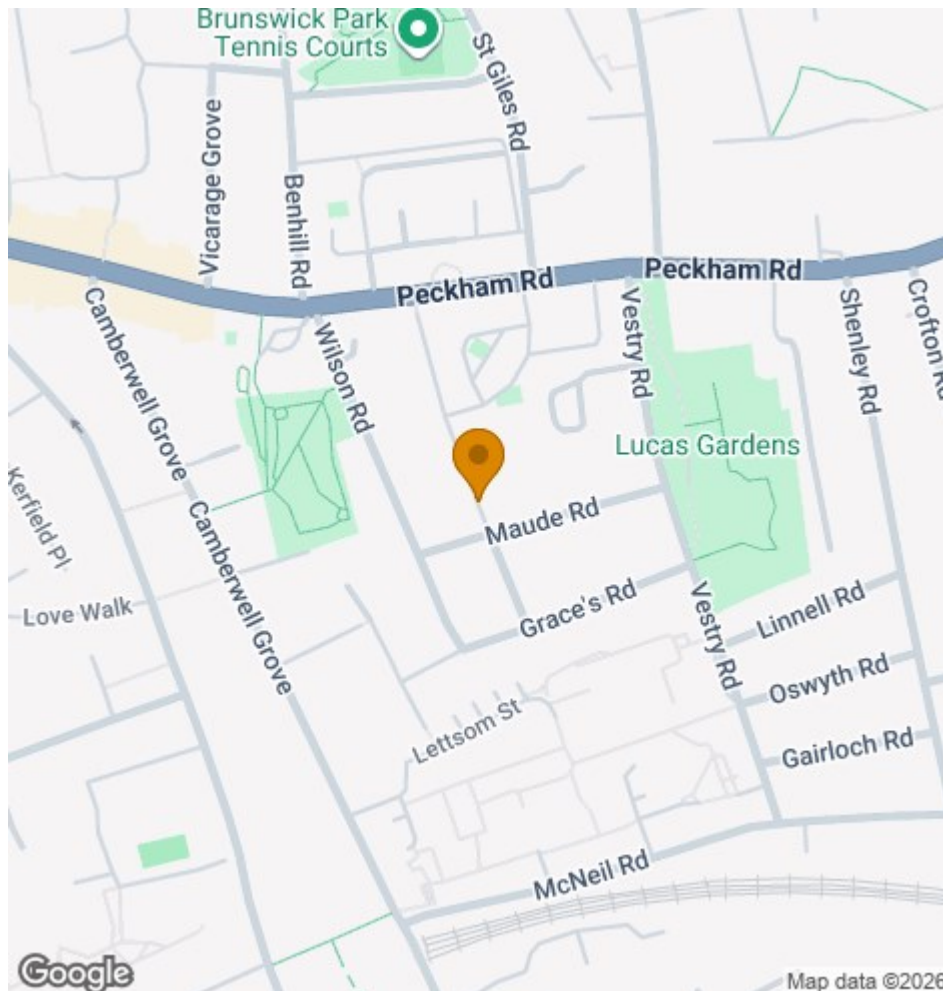 Brunswick Park
Tennis Courts
St Giles Rd
Vicarage Grove
Benhill Rd
Peckham Rd
Peckham Rd
Camberwell Grove
Wilson Rd
Vestry Rd
Shenley Rd
Crofton Rd
Lucas Gardens
Kerfield Pl
Camberwell Grove
Maude Rd
Love Walk
Grace's Rd
Vestry Rd
Linnell Rd
Oswyth Rd
Lettsom St
Gairloch Rd
McNeil Rd
Google
Map data ©2026